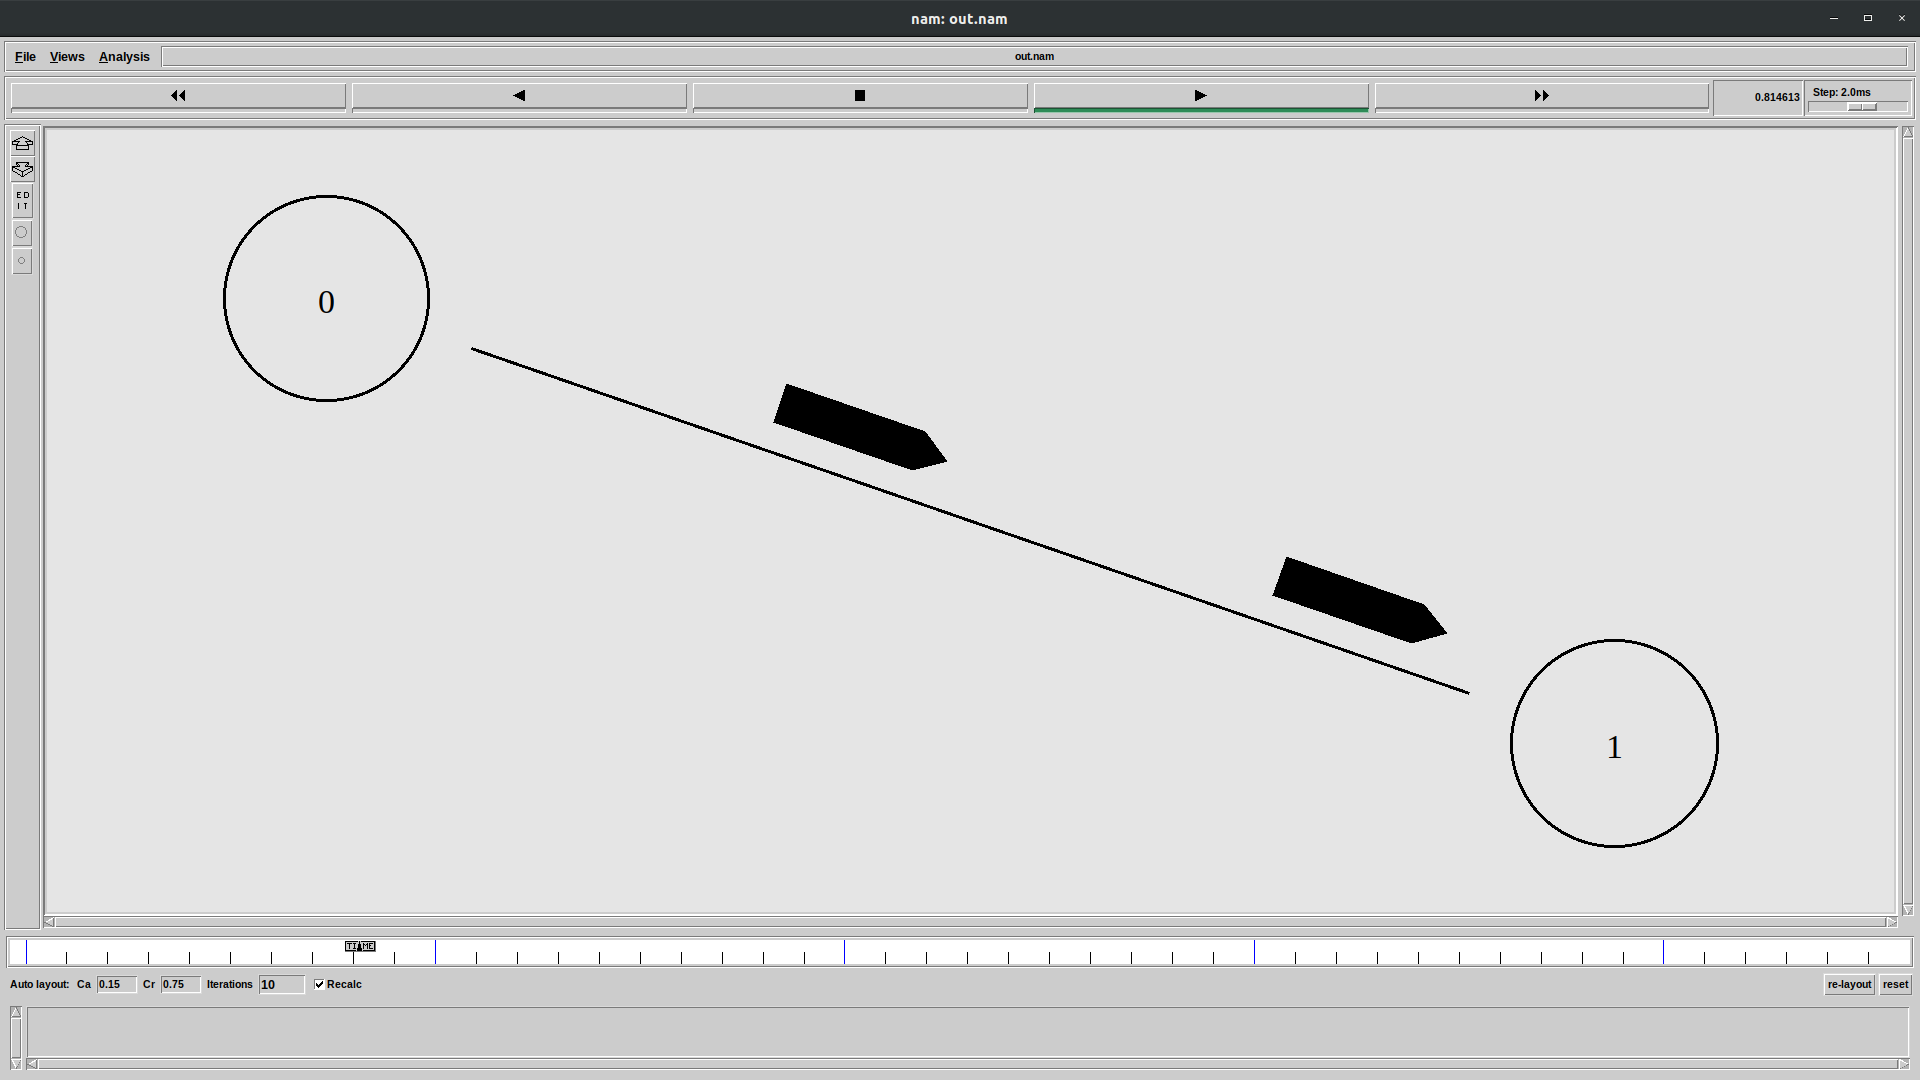 nam: out.nam
File Views Analysis out.nam
0.814613 Step: 2.0ms
E D
I T
0
1
TIME
Auto layout: Ca 0.15 Cr 0.75 Iterations 10 Recalc re-layout reset